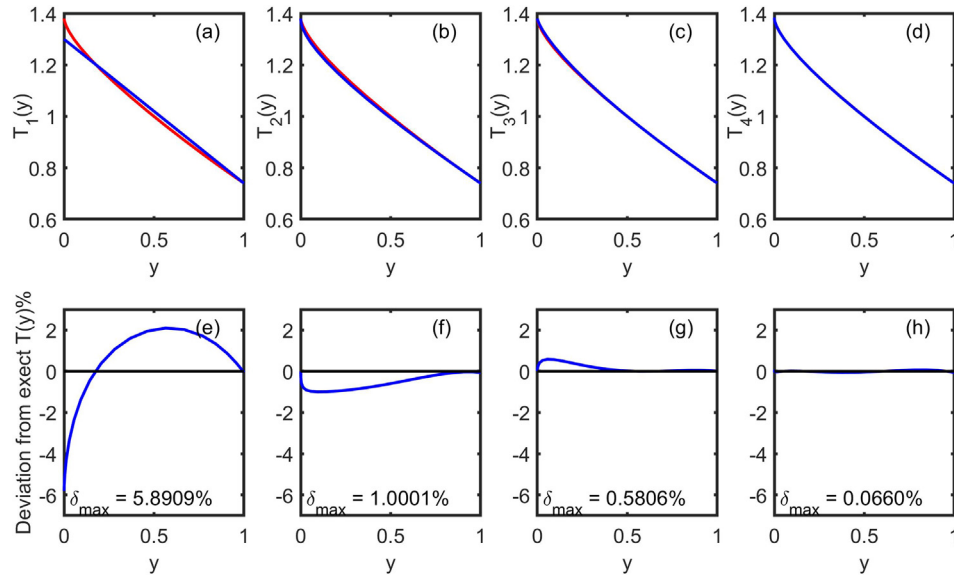 1.4 (a) 1.4 (b) 1.4 (c) 1.4 (d)
1.2 1.2 1.2 1.2
T1(y) 1 T2(y) 1 T3(y) 1 T4(y) 1
0.8 0.8 0.8 0.8
0.6 0.6 0.6 0.6
0 0.5 1 0 0.5 1 0 0.5 1 0 0.5 1
y y y y
Deviation from exect T(y)%
2 (e) 2 (f) 2 (g) 2 (h)
0 0 0 0
-2 -2 -2 -2
-4 -4 -4 -4
-6 δmax = 5.8909% -6 δmax = 1.0001% -6 δmax = 0.5806% -6 δmax = 0.0660%
0 0.5 1 0 0.5 1 0 0.5 1 0 0.5 1
y y y y